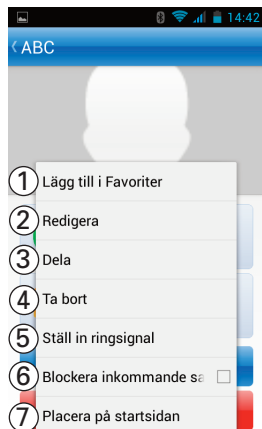 14:42
ABC
1 Lägg till i Favoriter
2 Redigera
3 Dela
4 Ta bort
5 Ställ in ringsignal
6 Blockera inkommande
7 Placera på startsidan